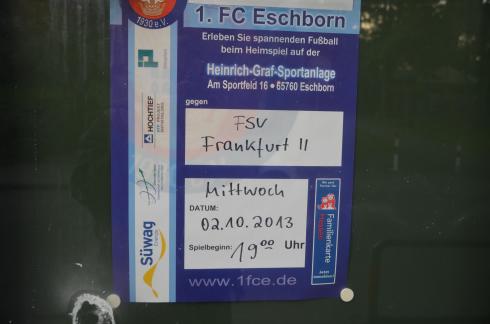 1930 e.V.
1. FC Eschborn
Erleben Sie spannenden Fußball
beim Heimspiel auf der
Heinrich-Graf-Sportanlage
Am Sportfeld 16 • 65760 Eschborn
gegen
FSV
Frankfurt II
Mittwoch
DATUM:
02.10.2013
Spielbeginn: 19⁰⁰ Uhr
www.1fce.de
HOCHTIEF
Süwag
Energie
Familienkarte